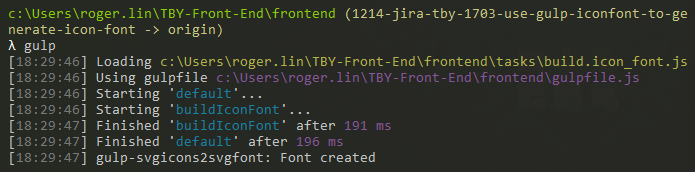 c:\Users\roger.lin\TBY-Front-End\frontend (1214-jira-tby-1703-use-gulp-iconfont-to-ge
nerate-icon-font -> origin)
λ gulp
[18:29:46] Loading c:\Users\roger.lin\TBY-Front-End\frontend\tasks\build.icon_font.js
[18:29:46] Using gulpfile c:\Users\roger.lin\TBY-Front-End\frontend\gulpfile.js
[18:29:46] Starting 'default'...
[18:29:46] Starting 'buildIconFont'...
[18:29:47] Finished 'buildIconFont' after 191 ms
[18:29:47] Finished 'default' after 196 ms
[18:29:47] gulp-svgicons2svgfont: Font created